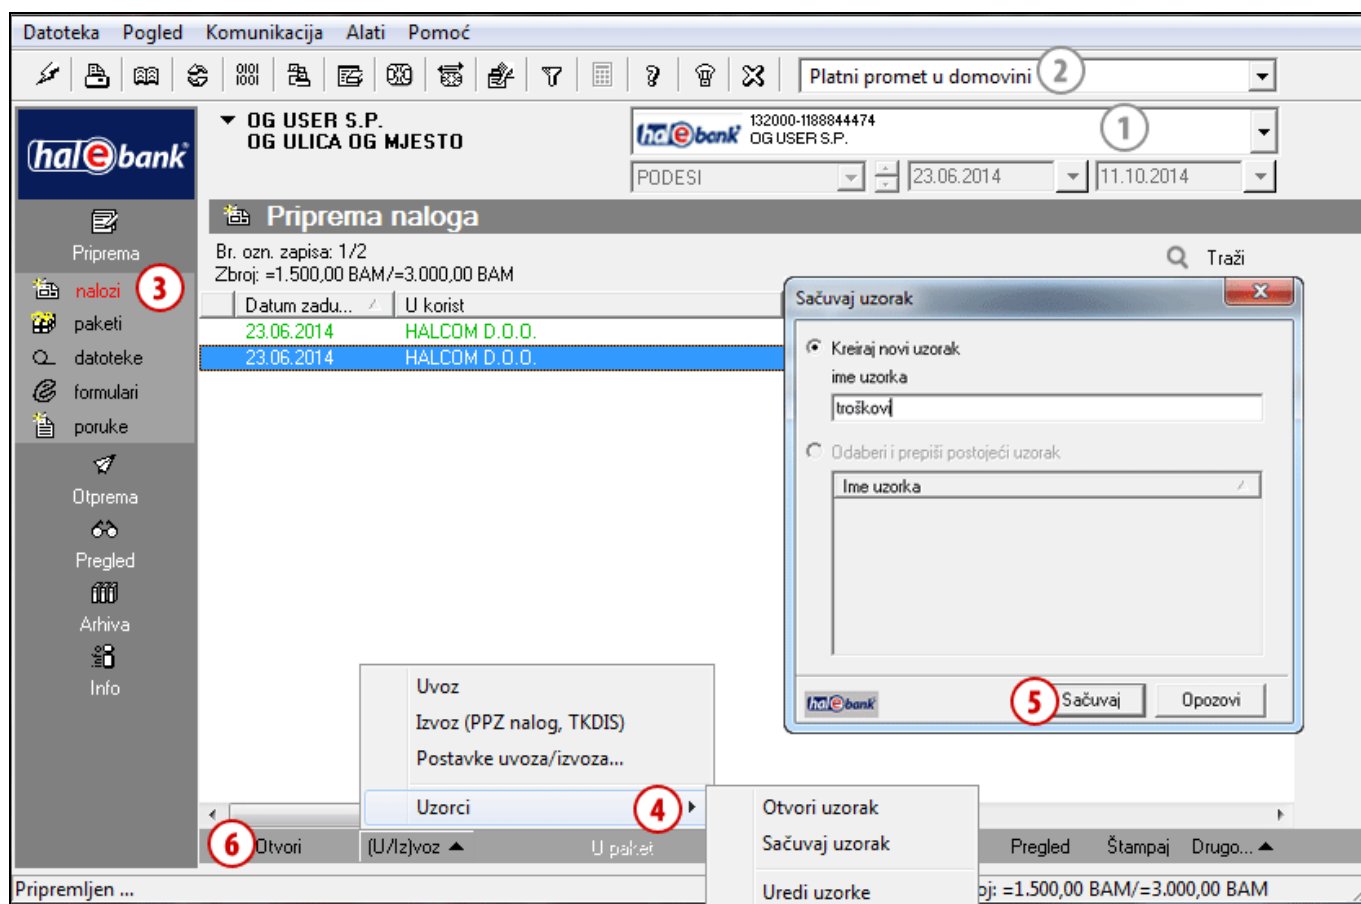 Datoteka Pogled Komunikacija Alati Pomoć
Platni promet u domovini 2
hal e bank
OG USER S.P.
OG ULICA OG MJESTO
hal e bank 132000-1188844474
OG USER S.P.
1
PODESI 23.06.2014 11.10.2014
Priprema naloga
Priprema
nalozi 3
paketi
datoteke
formulari
poruke
Otprema
Pregled
Arhiva
Info
Br. ozn. zapisa: 1/2
Traži
Zbroj: =1.500,00 BAM/=3.000,00 BAM
Datum zadu... U korist
23.06.2014 HALCOM D.O.O.
23.06.2014 HALCOM D.O.O.
Sačuvaj uzorak
Kreiraj novi uzorak
ime uzorka
troškovi
Odaberi i prepiši postojeći uzorak
Ime uzorka
hal e bank
5 Sačuvaj Opozovi
Uvoz
Izvoz (PPZ nalog, TKDIS)
Postavke uvoza/izvoza...
Uzorci 4
Otvori uzorak
Sačuvaj uzorak
Uredi uzorke
6 Otvori (U/Iz)voz U paket Pregled Štampaj Drugo...
Pripremljen ... oj: =1.500,00 BAM/=3.000,00 BAM